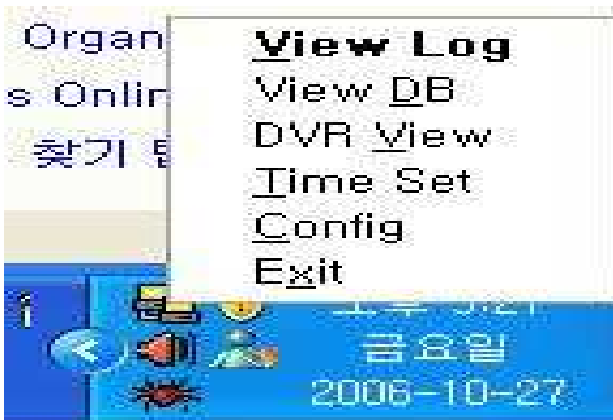 Organ
View Log
View DB
s Onlin
DVR View
찾기
Time Set
Config
Exit
i
금요일
2006-10-27